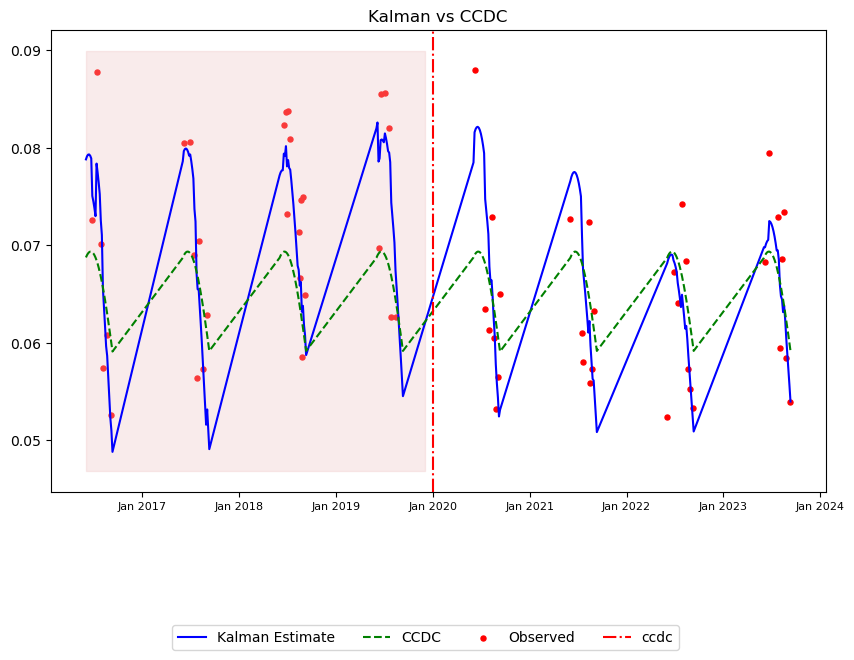 Kalman vs CCDC
0.09
0.08
0.07
0.06
0.05
Jan 2017 Jan 2018 Jan 2019 Jan 2020 Jan 2021 Jan 2022 Jan 2023 Jan 2024
Kalman Estimate CCDC Observed ccdc